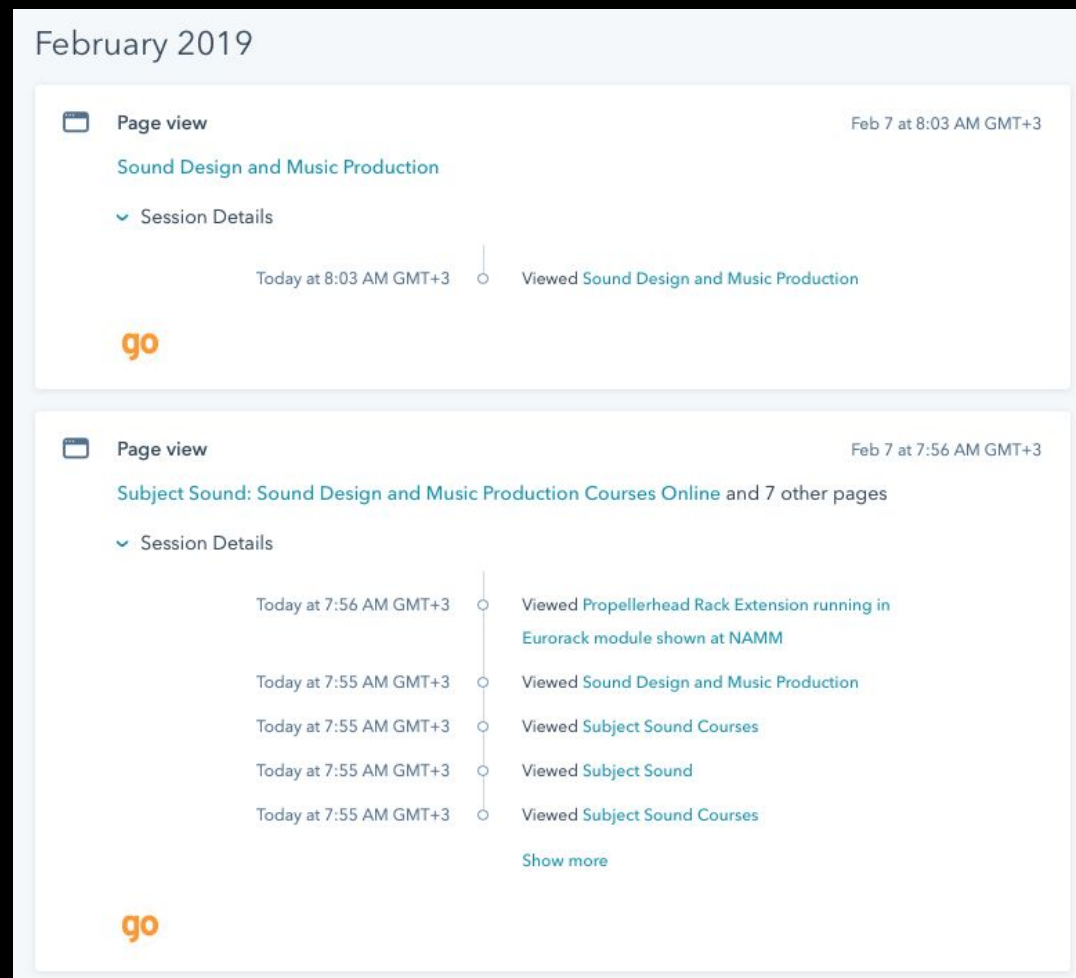 February 2019
Page view
Feb 7 at 8:03 AM GMT+3
Sound Design and Music Production
Session Details
Today at 8:03 AM GMT+3
Viewed Sound Design and Music Production
go
Page view
Feb 7 at 7:56 AM GMT+3
Subject Sound: Sound Design and Music Production Courses Online and 7 other pages
Session Details
Today at 7:56 AM GMT+3
Viewed Propellerhead Rack Extension running in
Eurorack module shown at NAMM
Today at 7:55 AM GMT+3
Viewed Sound Design and Music Production
Today at 7:55 AM GMT+3
Viewed Subject Sound Courses
Today at 7:55 AM GMT+3
Viewed Subject Sound
Today at 7:55 AM GMT+3
Viewed Subject Sound Courses
Show more
go